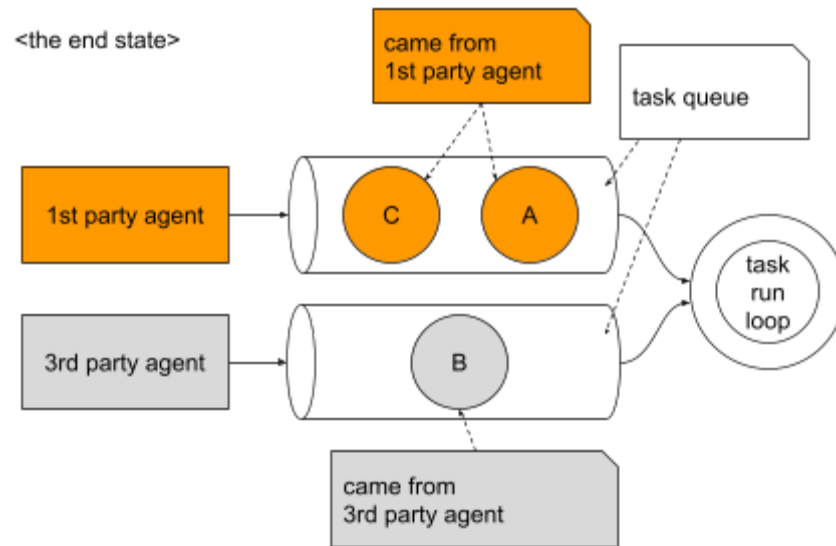 <the end state>
came from
1st party agent
task queue
1st party agent
C
A
task
run
loop
3rd party agent
B
came from
3rd party agent